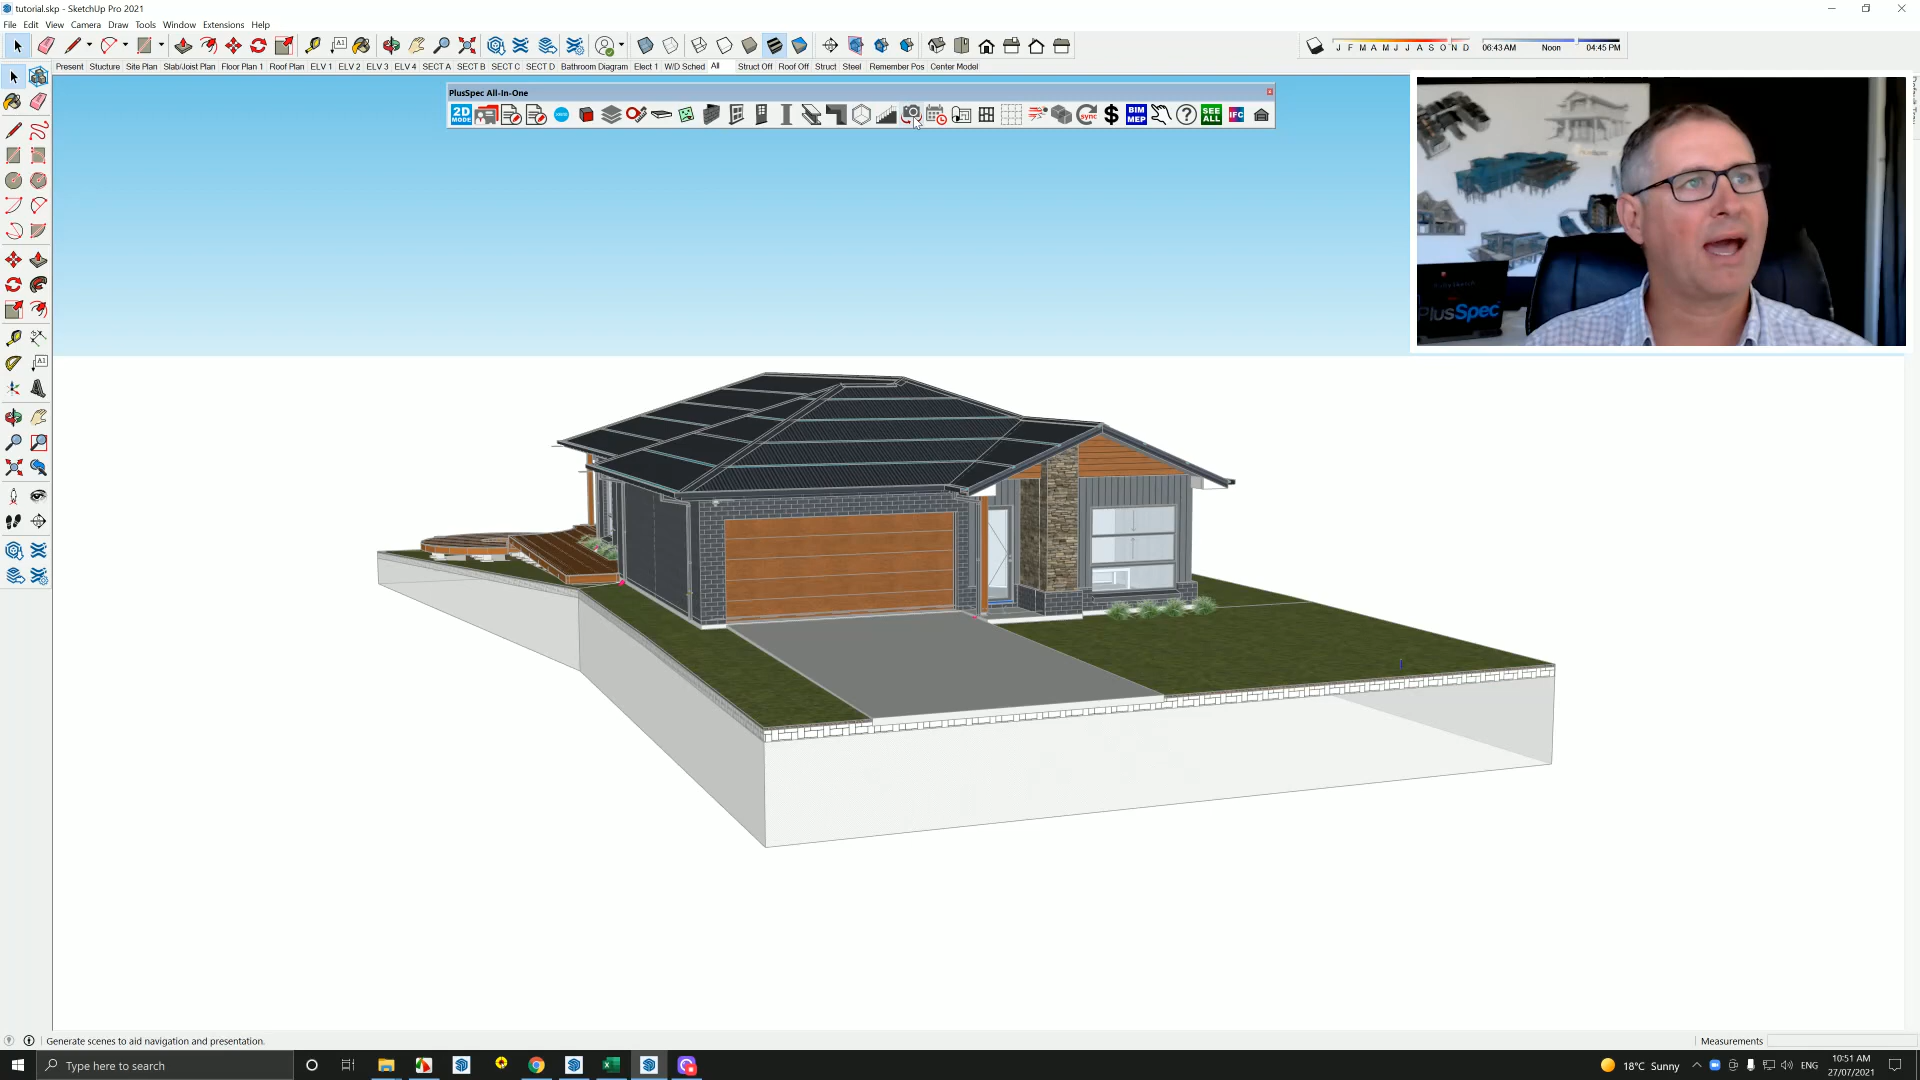 tutorial.skp - SketchUp Pro 2021
File Edit View Camera Draw Tools Window Extensions Help
J F M A M J J A S O N D 06:43 AM Noon 04:45 PM
Present Stucture Site Plan Slab/Joist Plan Floor Plan 1 Roof Plan ELV 1 ELV 2 ELV 3 ELV 4 SECT A SECT B SECT C SECT D Bathroom Diagram Elect 1 W/D Sched All Struct Off Roof Off Struct Steel Remember Pos Center Model
PlusSpec All-In-One
2D MODE
sync
$
BIM MEP
?
SEE ALL
IFC
PlusSpec
Generate scenes to aid navigation and presentation.
Measurements
Type here to search
18°C Sunny
ENG
10:51 AM
27/07/2021